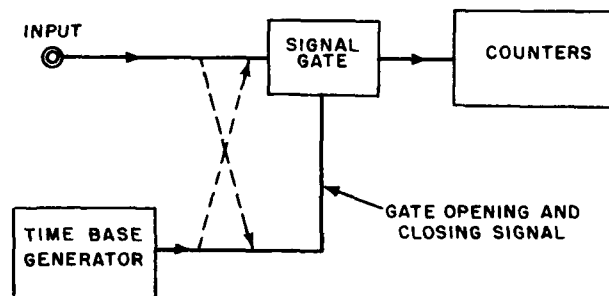 INPUT
SIGNAL
GATE
COUNTERS
TIME BASE
GENERATOR
GATE OPENING AND
CLOSING SIGNAL